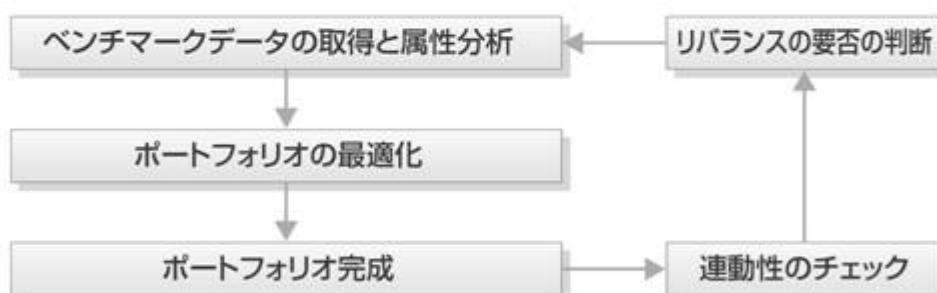 ベンチマークデータの取得と属性分析
リバランスの要否の判断
ポートフォリオの最適化
ポートフォリオ完成
連動性のチェック